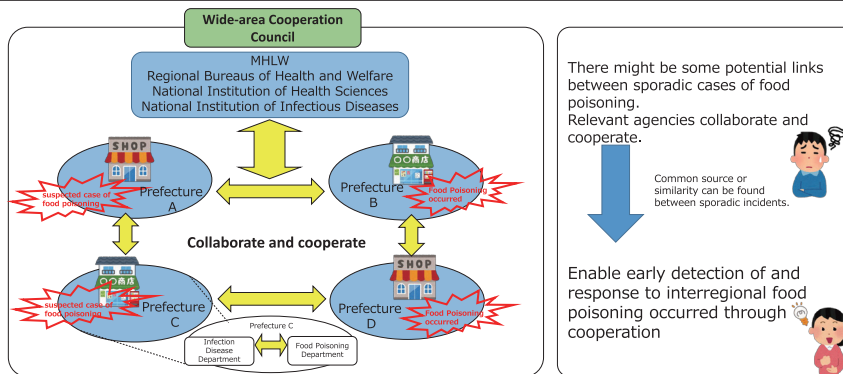 Wide-area Cooperation
Council
MHLW
Regional Bureaus of Health and Welfare
National Institution of Health Sciences
National Institution of Infectious Diseases
SHOP
suspected case of
food poisoning
Prefecture
A
〇〇商店
Prefecture
B
Food Poisoning
occurred
Collaborate and cooperate
〇〇商店
suspected case of
food poisoning
Prefecture
C
SHOP
Prefecture
D
Food Poisoning
occurred
Prefecture C
Infection
Disease
Department
Food Poisoning
Department
There might be some potential links
between sporadic cases of food
poisoning.
Relevant agencies collaborate and
cooperate.
Common source or
similarity can be found
between sporadic incidents.
Enable early detection of and
response to interregional food
poisoning occurred through
cooperation